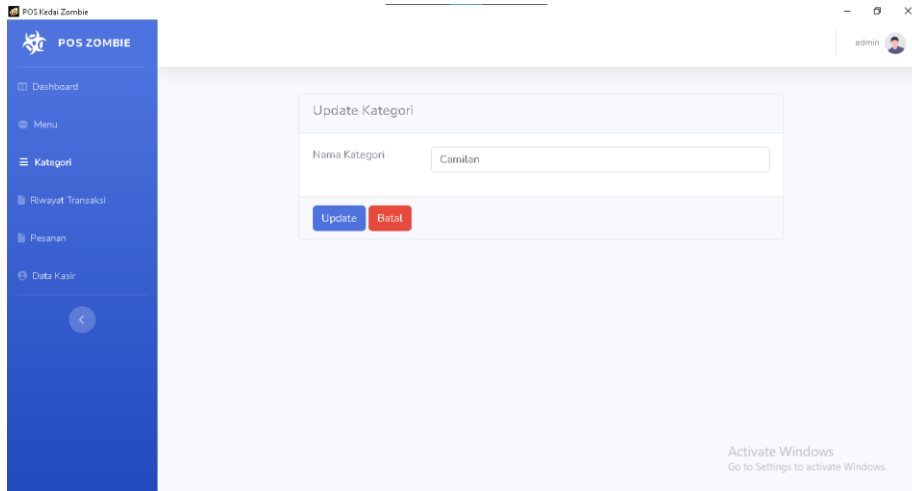 POS Kedai Zombie
POS ZOMBIE
admin
Dashboard
Menu
Kategori
Riwayat Transaksi
Pesanan
Data Kasir
Update Kategori
Nama Kategori
Camilan
Update
Batal
Activate Windows
Go to Settings to activate Windows.